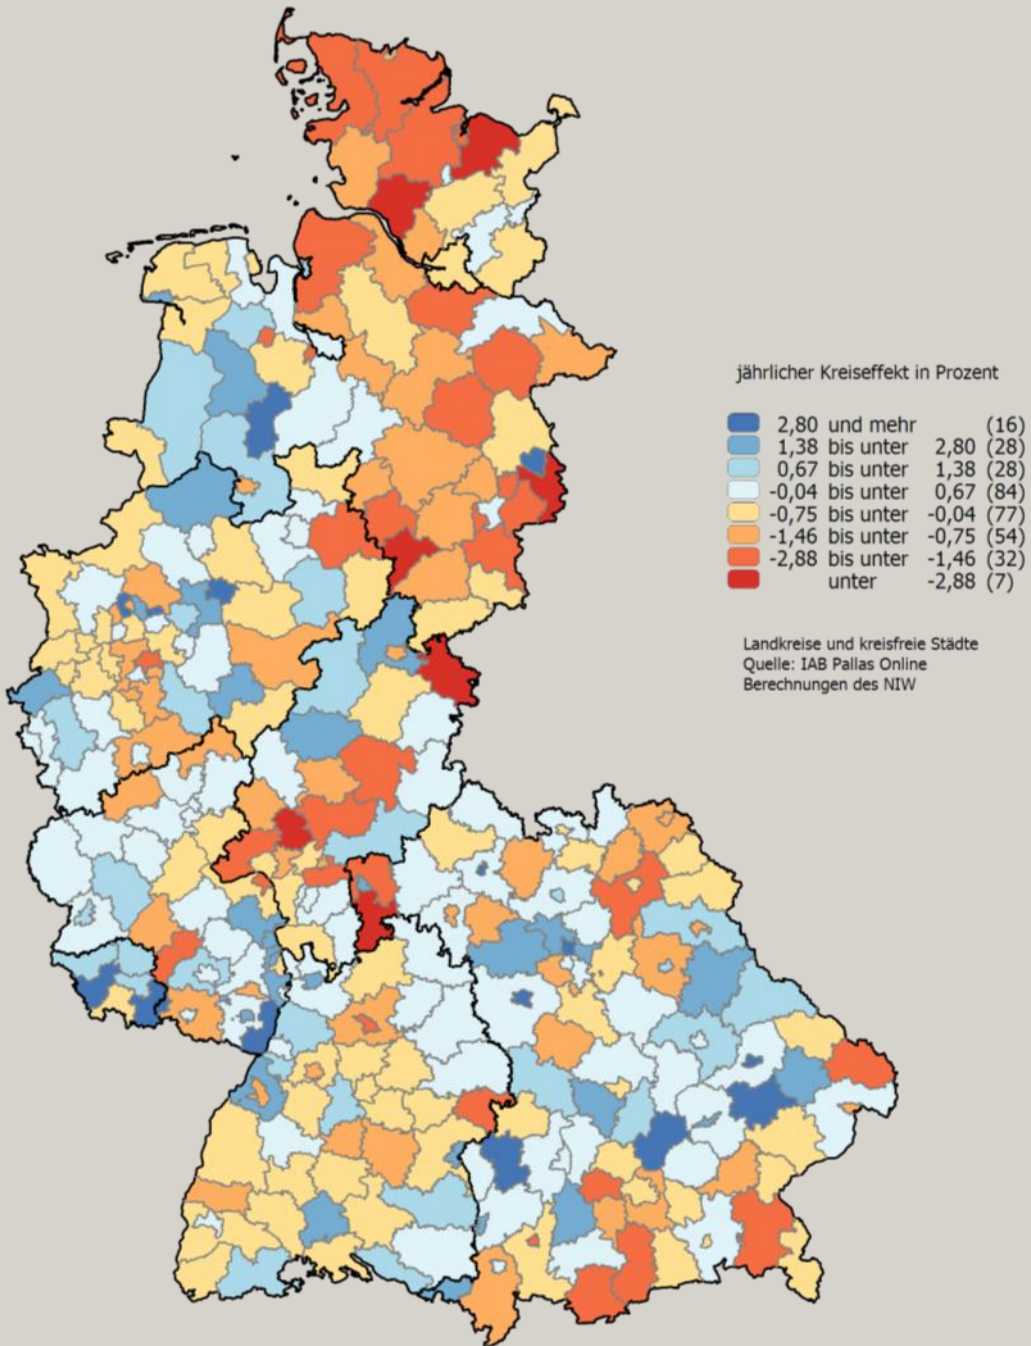 jährlicher Kreiseffekt in Prozent
2,80 und mehr (16)
1,38 bis unter 2,80 (28)
0,67 bis unter 1,38 (28)
-0,04 bis unter 0,67 (84)
-0,75 bis unter -0,04 (77)
-1,46 bis unter -0,75 (54)
-2,88 bis unter -1,46 (32)
unter -2,88 (7)
Landkreise und kreisfreie Städte
Quelle: IAB Pallas Online
Berechnungen des NIW